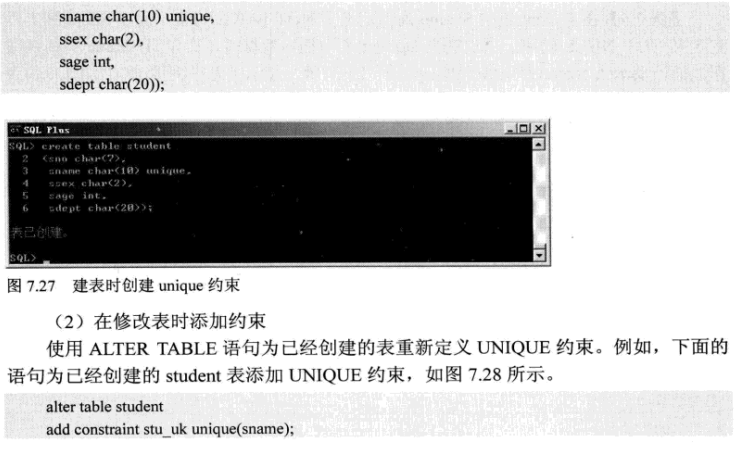 sname char(10) unique,
ssex char(2),
sage int,
sdept char(20));
SQL Plus
SQL> create table student
2 (sno char(7),
3 sname char(10) unique,
4 ssex char(2),
5 sage int,
6 sdept char(20));
表已创建。
SQL>
图 7.27 建表时创建 unique 约束
（2）在修改表时添加约束
使用 ALTER TABLE 语句为已经创建的表重新定义 UNIQUE 约束。例如，下面的
语句为已经创建的 student 表添加 UNIQUE 约束，如图 7.28 所示。
alter table student
add constraint stu_uk unique(sname);